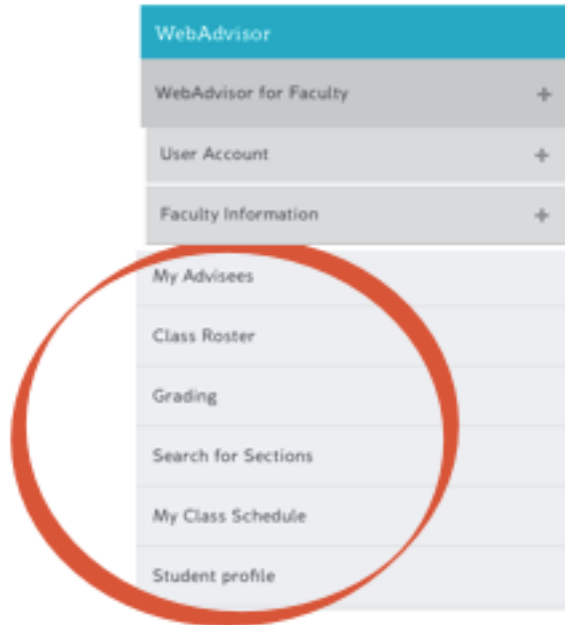 WebAdvisor
WebAdvisor for Faculty +
User Account +
Faculty Information +
My Advisees
Class Roster
Grading
Search for Sections
My Class Schedule
Student profile